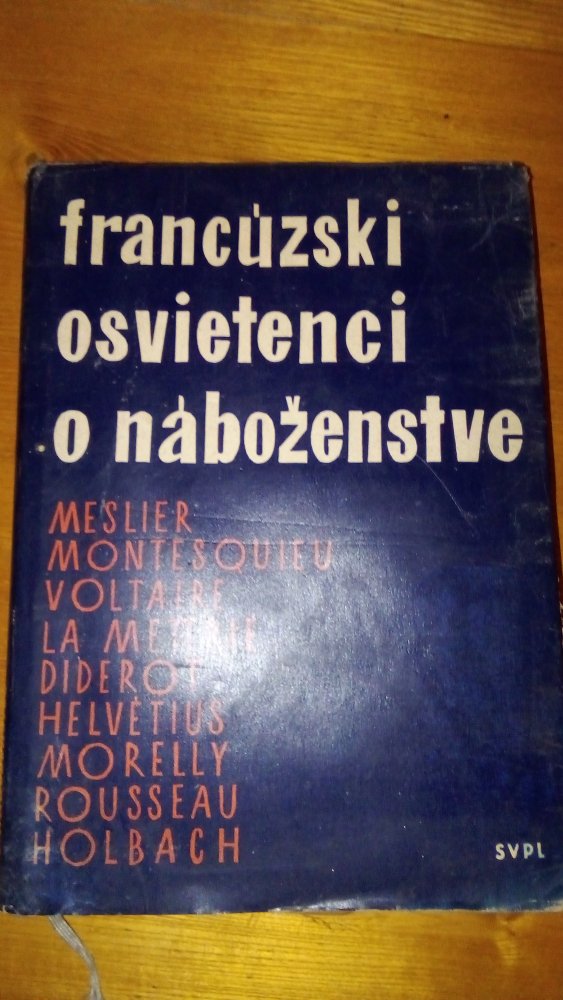 francúzski
osvietenci
o náboženstve
MESLIER
MONTESQUIEU
VOLTAIRE
LA METTRIE
DIDEROT
HELVÉTIUS
MORELLY
ROUSSEAU
HOLBACH
SVPL